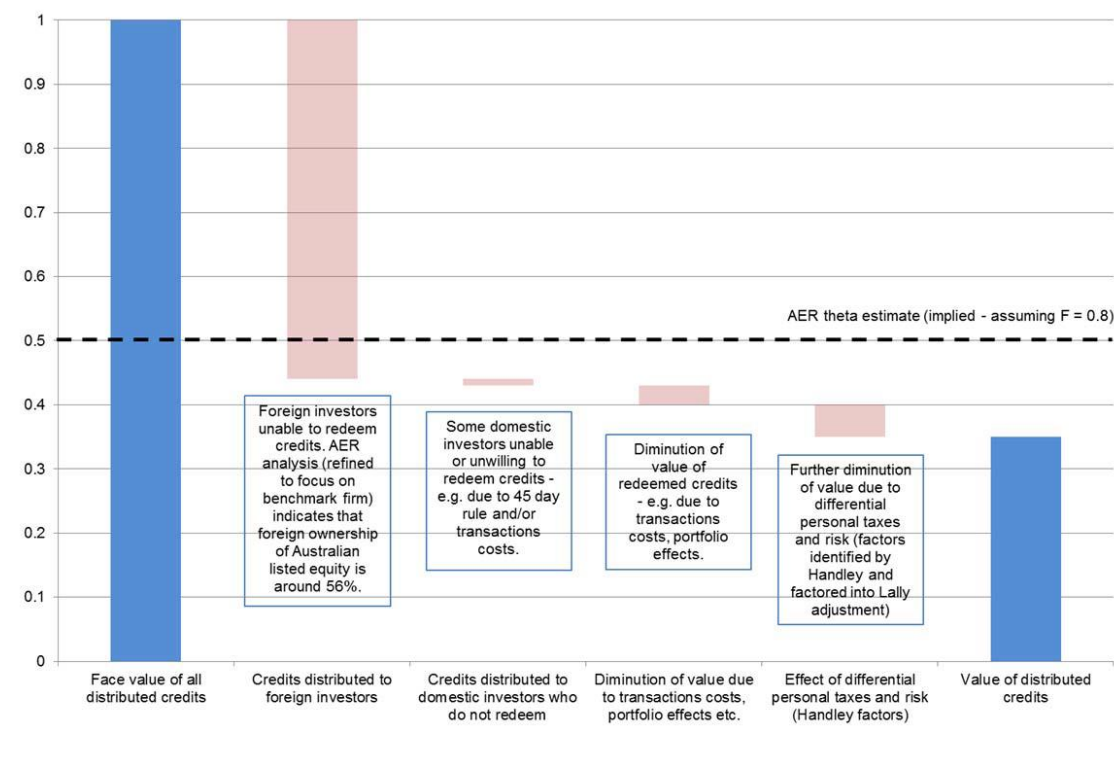 1
0.9
0.8
0.7
0.6
0.5
0.4
0.3
0.2
0.1
0
AER theta estimate (implied - assuming F = 0.8)
Foreign investors
unable to redeem
credits. AER
analysis (refined
to focus on
benchmark firm)
indicates that
foreign ownership
of Australian
listed equity is
around 56%.
Some domestic
investors unable
or unwilling to
redeem credits -
e.g. due to 45 day
rule and/or
transactions
costs.
Diminution of
value of
redeemed credits
- e.g. due to
transactions
costs, portfolio
effects.
Further diminution
of value due to
differential
personal taxes
and risk (factors
identified by
Handley and
factored into Lally
adjustment)
Face value of all
distributed credits
Credits distributed to
foreign investors
Credits distributed to
domestic investors who
do not redeem
Diminution of value due
to transactions costs,
portfolio effects etc.
Effect of differential
personal taxes and risk
(Handley factors)
Value of distributed
credits